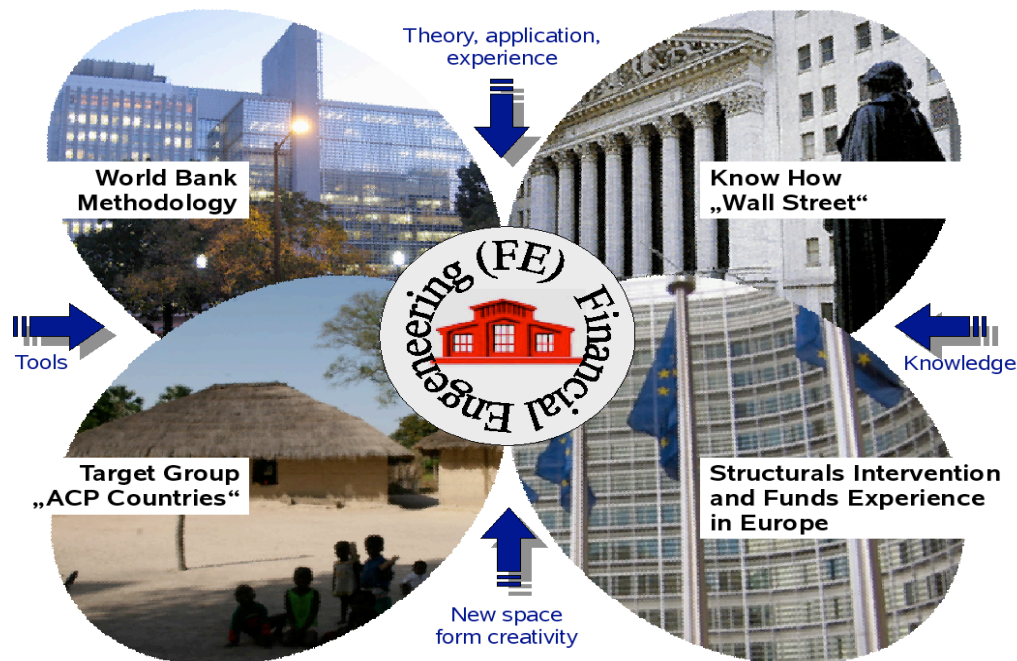 Theory, application,
experience
World Bank
Methodology
Know How
„Wall Street“
Financial Engeneering (FE)
Tools
Knowledge
Target Group
„ACP Countries“
Structurals Intervention
and Funds Experience
in Europe
New space
form creativity